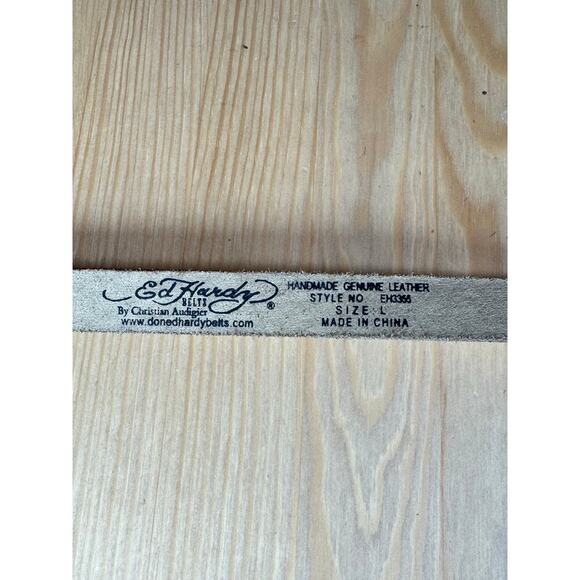 Ed Hardy ®
BELTS
By Christian Audigier
www.donedhardybelts.com
HANDMADE GENUINE LEATHER
STYLE NO EH3355
SIZE: L
MADE IN CHINA